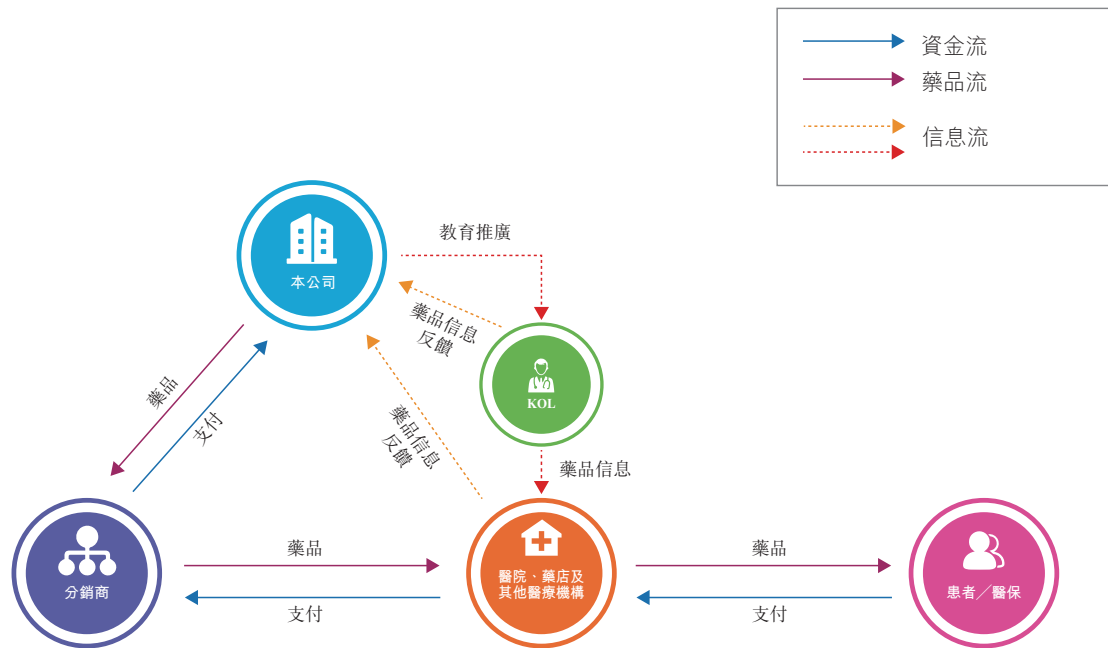 資金流
藥品流
信息流
教育推廣
本公司
藥品信息
反饋
KOL
藥品
支付
藥品信息
反饋
藥品信息
藥品
藥品
分銷商
醫院、藥店及
其他醫療機構
患者／醫保
支付
支付